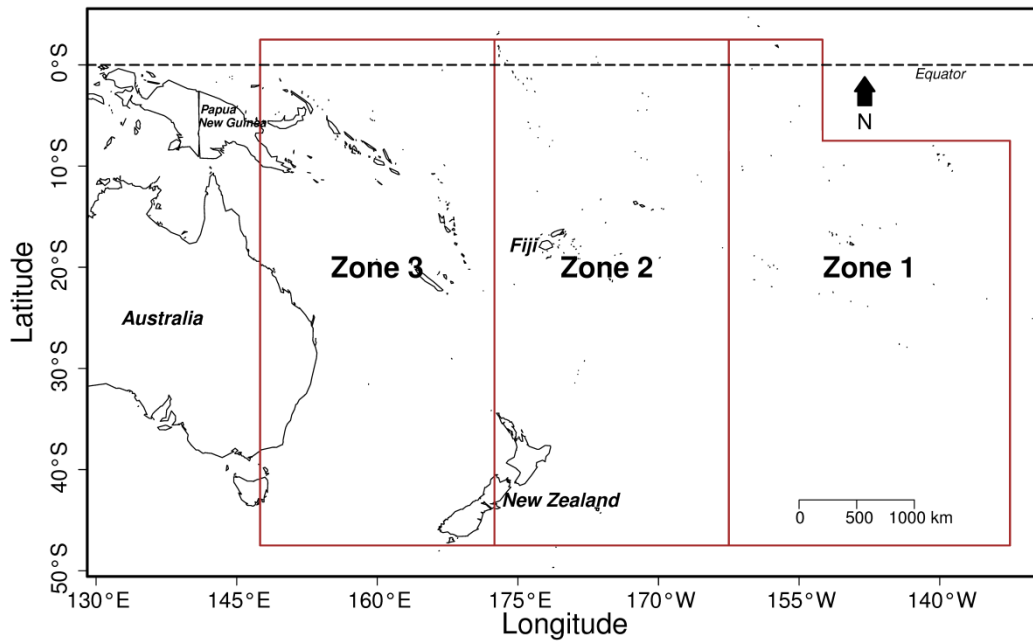 0°S
Equator
N
Papua
New Guinea
10°S
Fiji
Zone 3
Zone 2
Zone 1
20°S
Latitude
Australia
30°S
40°S
New Zealand
0 500 1000 km
50°S
130°E 145°E 160°E 175°E 170°W 155°W 140°W
Longitude